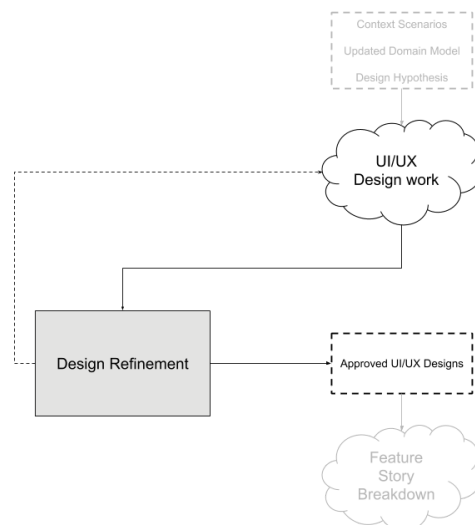 Context Scenarios
Updated Domain Model
Design Hypothesis
UI/UX
Design work
Design Refinement
Approved UI/UX Designs
Feature
Story
Breakdown